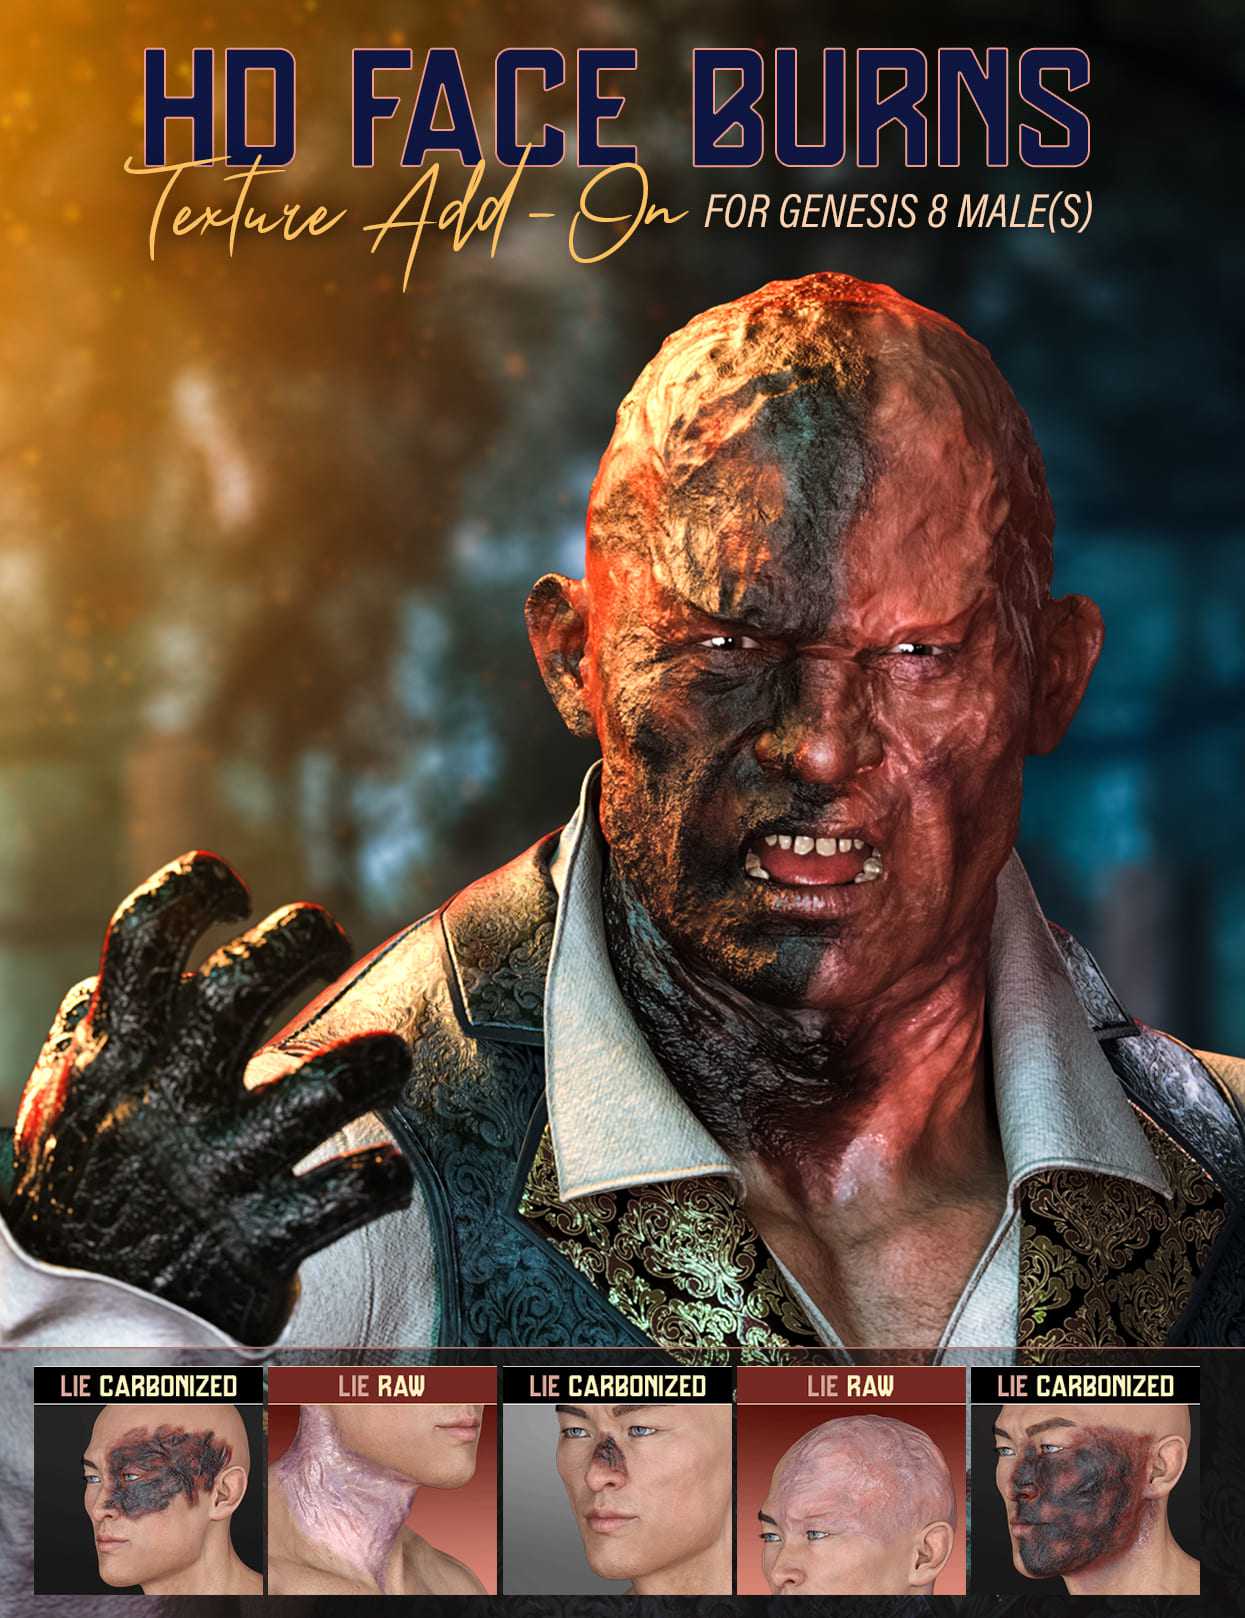 HD FACE BURNS
Texture Add-On FOR GENESIS 8 MALE(S)
LIE CARBONIZED
LIE RAW
LIE CARBONIZED
LIE RAW
LIE CARBONIZED